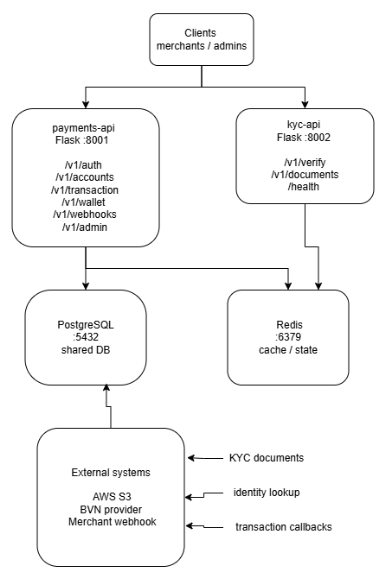 Clients
merchants / admins
payments-api
Flask :8001
/v1/auth
/v1/accounts
/v1/transaction
/v1/wallet
/v1/webhooks
/v1/admin
kyc-api
Flask :8002
/v1/verify
/v1/documents
/health
PostgreSQL
:5432
shared DB
Redis
:6379
cache / state
External systems
AWS S3
BVN provider
Merchant webhook
KYC documents
identity lookup
transaction callbacks